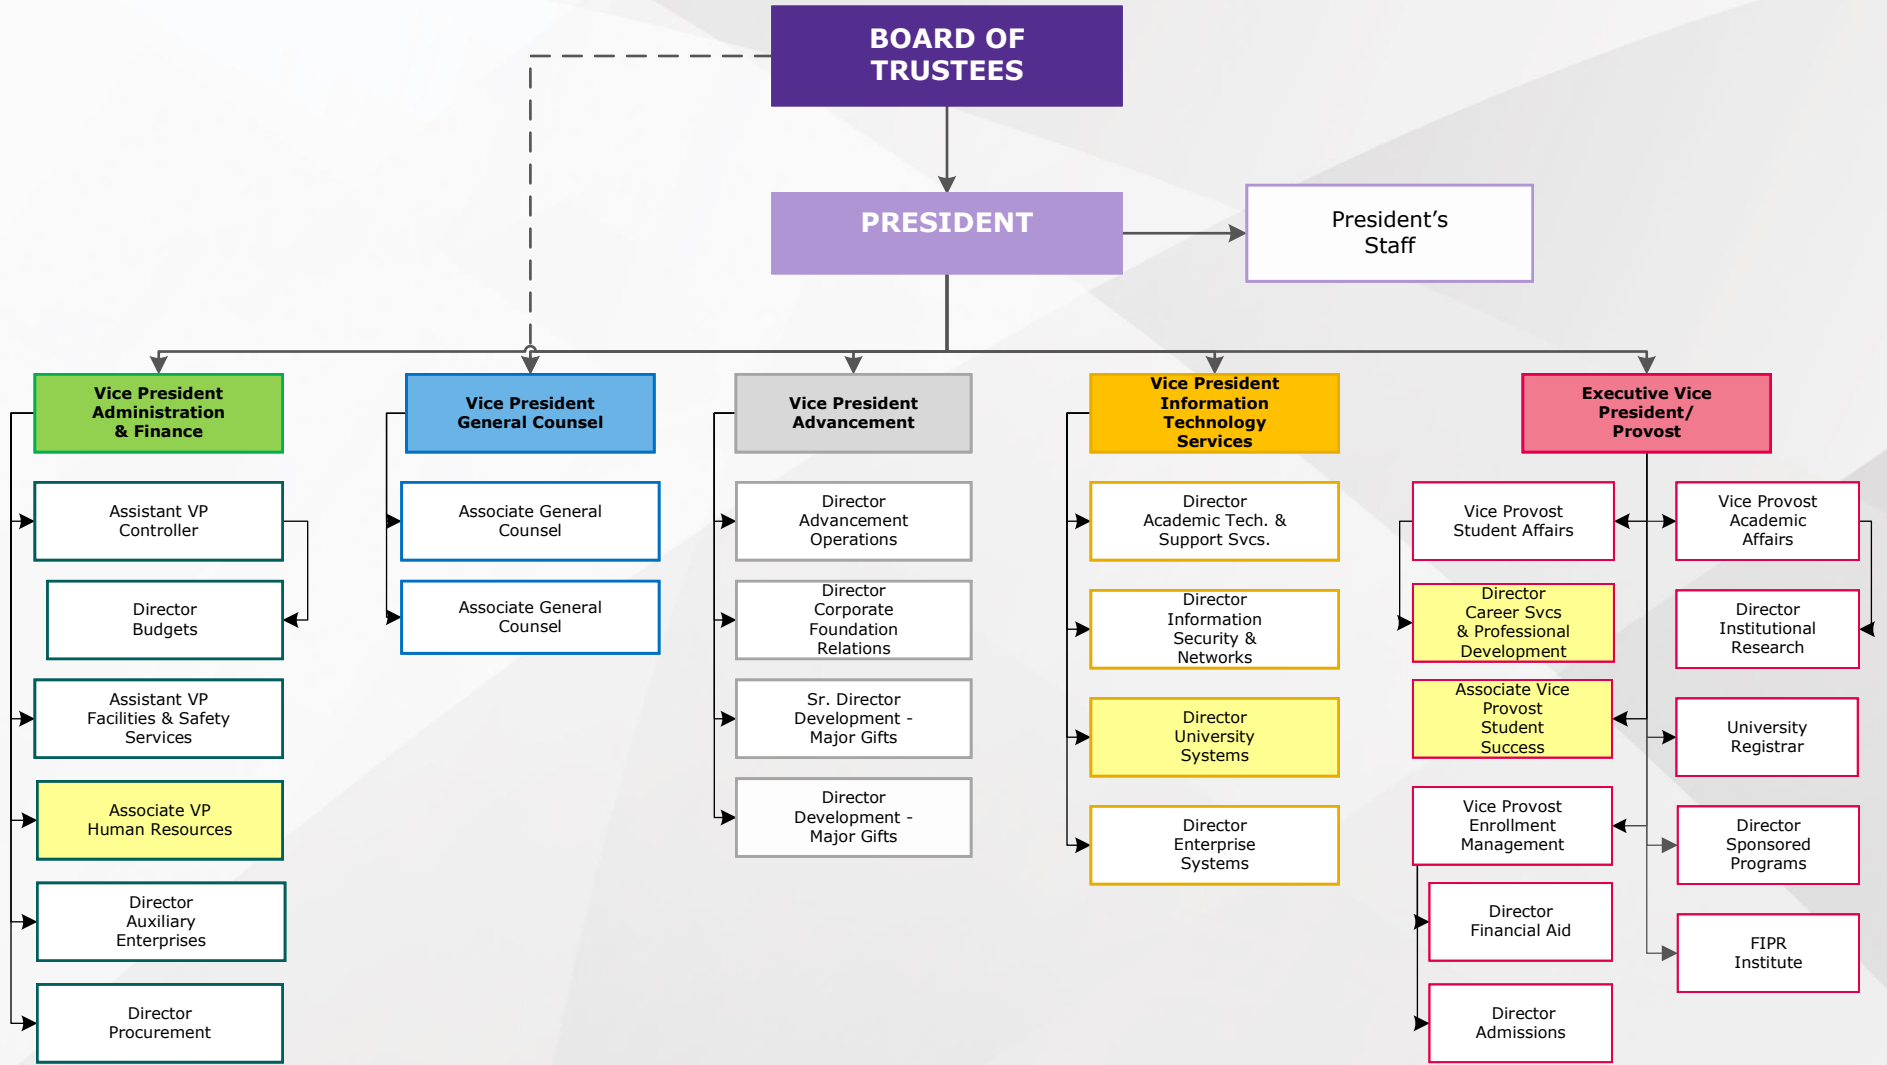 BOARD OF
TRUSTEES
PRESIDENT
President’s
Staff
Vice President
Administration
& Finance
Vice President
General Counsel
Vice President
Advancement
Vice President
Information
Technology
Services
Executive Vice
President/
Provost
Assistant VP
Controller
Director
Budgets
Assistant VP
Facilities & Safety
Services
Associate VP
Human Resources
Director
Auxiliary
Enterprises
Director
Procurement
Associate General
Counsel
Associate General
Counsel
Director
Advancement
Operations
Director
Corporate
Foundation
Relations
Sr. Director
Development -
Major Gifts
Director
Development -
Major Gifts
Director
Academic Tech. &
Support Svcs.
Director
Information
Security &
Networks
Director
University
Systems
Director
Enterprise
Systems
Vice Provost
Student Affairs
Director
Career Svcs
& Professional
Development
Associate Vice
Provost
Student
Success
Vice Provost
Enrollment
Management
Director
Financial Aid
Director
Admissions
Vice Provost
Academic
Affairs
Director
Institutional
Research
University
Registrar
Director
Sponsored
Programs
FIPR
Institute